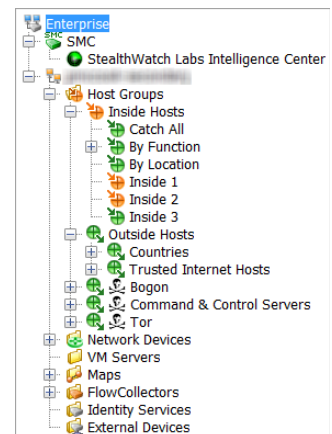 Enterprise
SMC
SMC
StealthWatch Labs Intelligence Center
Host Groups
Inside Hosts
Catch All
By Function
By Location
Inside 1
Inside 2
Inside 3
Outside Hosts
Countries
Trusted Internet Hosts
Bogon
Command & Control Servers
Tor
Network Devices
VM Servers
Maps
FlowCollectors
Identity Services
External Devices